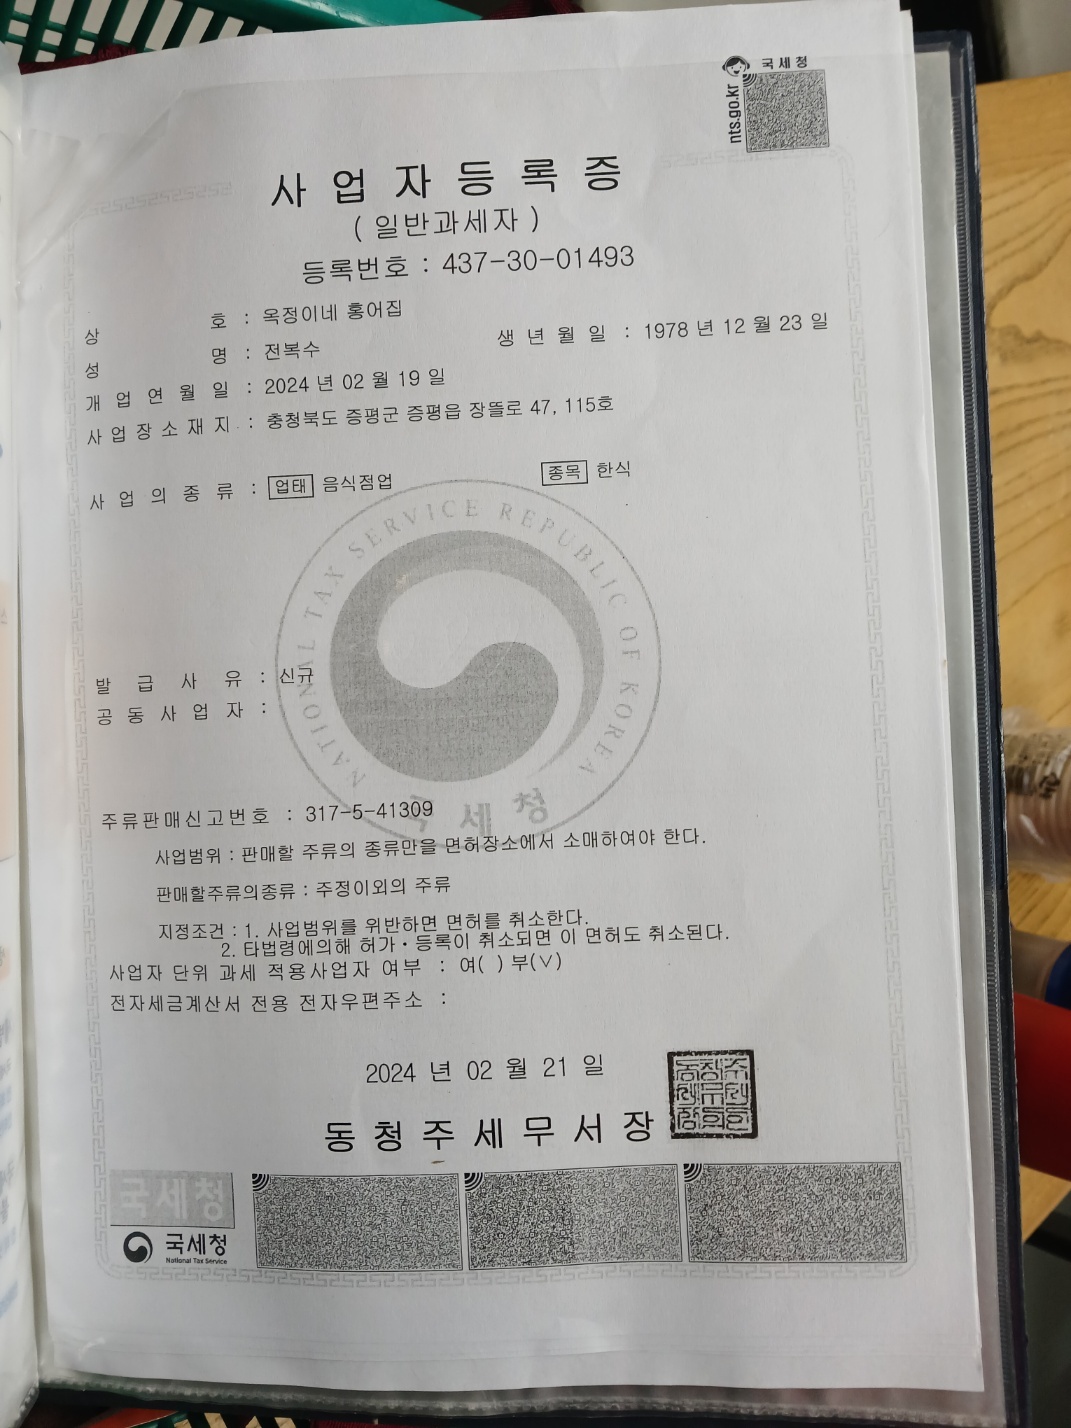 국세청
nts.go.kr
사업자등록증
( 일반과세자 )
등록번호 : 437-30-01493
상 호 : 옥정이네 홍어집
성 명 : 전복수 생 년 월 일 : 1978 년 12 월 23 일
개 업 연 월 일 : 2024 년 02 월 19 일
사 업 장 소 재 지 : 충청북도 증평군 증평읍 장뜰로 47, 115호
사 업 의 종 류 : 업태 음식점업 종목 한식
NATIONAL TAX SERVICE REPUBLIC OF KOREA
발 급 사 유 : 신규
공 동 사 업 자 :
국세청
주류판매신고번호 : 317-5-41309
사업범위 : 판매할 주류의 종류만을 면허장소에서 소매하여야 한다.
판매할주류의종류 : 주정이외의 주류
지정조건 : 1. 사업범위를 위반하면 면허를 취소한다.
2. 타법령에의해 허가·등록이 취소되면 이 면허도 취소된다.
사업자 단위 과세 적용사업자 여부 : 여( ) 부(∨)
전자세금계산서 전용 전자우편주소 :
2024 년 02 월 21 일
동청주세무서장
국세청
국세청
National Tax Service